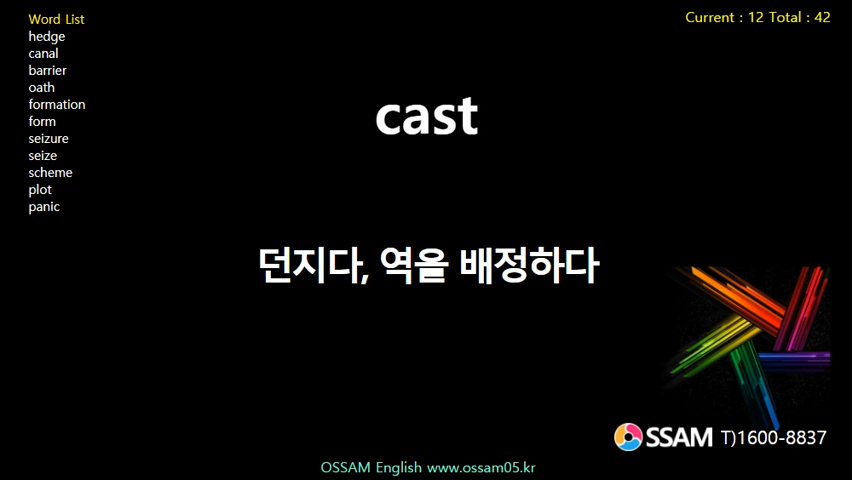 Word List
hedge
canal
barrier
oath
formation
form
seizure
seize
scheme
plot
panic
Current : 12 Total : 42
cast
던지다, 역을 배정하다
OSSAM T)1600-8837
OSSAM English www.ossam05.kr